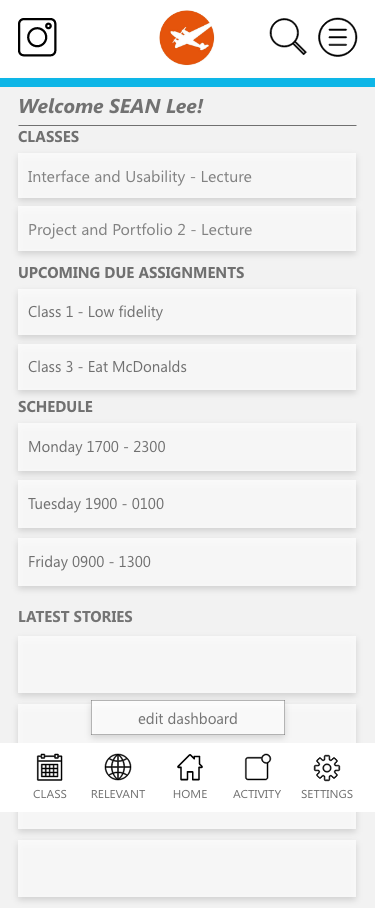 Welcome SEAN Lee!
CLASSES
Interface and Usability - Lecture
Project and Portfolio 2 - Lecture
UPCOMING DUE ASSIGNMENTS
Class 1 - Low fidelity
Class 3 - Eat McDonalds
SCHEDULE
Monday 1700 - 2300
Tuesday 1900 - 0100
Friday 0900 - 1300
LATEST STORIES
edit dashboard
CLASS RELEVANT HOME ACTIVITY SETTINGS